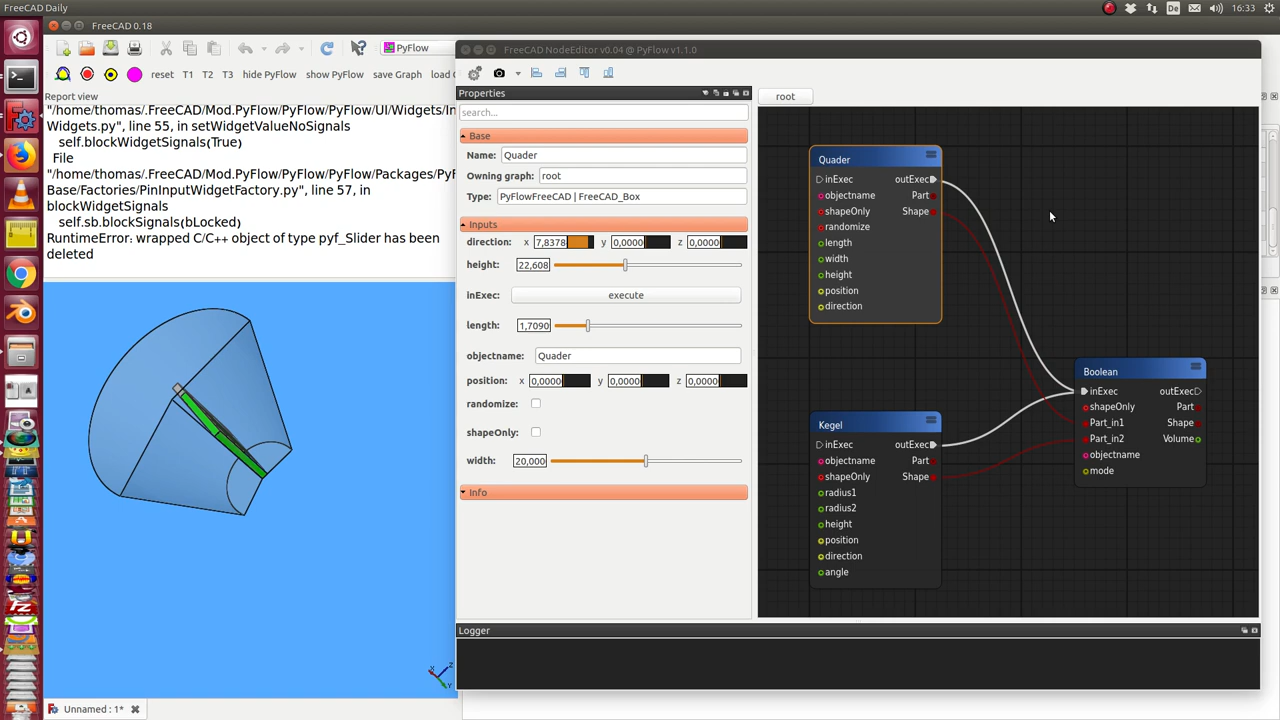 FreeCAD Daily
De
16:33
FreeCAD 0.18
PyFlow
reset T1 T2 T3 hide PyFlow show PyFlow save Graph load
Report view
"/home/thomas/.FreeCAD/Mod.PyFlow/PyFlow/PyFlow/UI/Widgets/In
Widgets.py", line 55, in setWidgetValueNoSignals
self.blockWidgetSignals(True)
File
"/home/thomas/.FreeCAD/Mod.PyFlow/PyFlow/Packages/PyF
Base/Factories/PinInputWidgetFactory.py", line 57, in
blockWidgetSignals
self.sb.blockSignals(bLocked)
RuntimeError: wrapped C/C++ object of type pyf_Slider has been
deleted
Unnamed : 1*
FreeCAD NodeEditor v0.04 @ PyFlow v1.1.0
Properties
search...
Base
Name: Quader
Owning graph: root
Type: PyFlowFreeCAD | FreeCAD_Box
Inputs
direction: x 7,8378 y 0,0000 z 0,0000
height: 22,608
inExec: execute
length: 1,7090
objectname: Quader
position: x 0,0000 y 0,0000 z 0,0000
randomize:
shapeOnly:
width: 20,000
Info
root
Quader
inExec outExec
objectname Part
shapeOnly Shape
randomize
length
width
height
position
direction
Kegel
inExec outExec
objectname Part
shapeOnly Shape
radius1
radius2
height
position
direction
angle
Boolean
inExec outExec
shapeOnly Part
Part_in1 Shape
Part_in2 Volume
objectname
mode
Logger